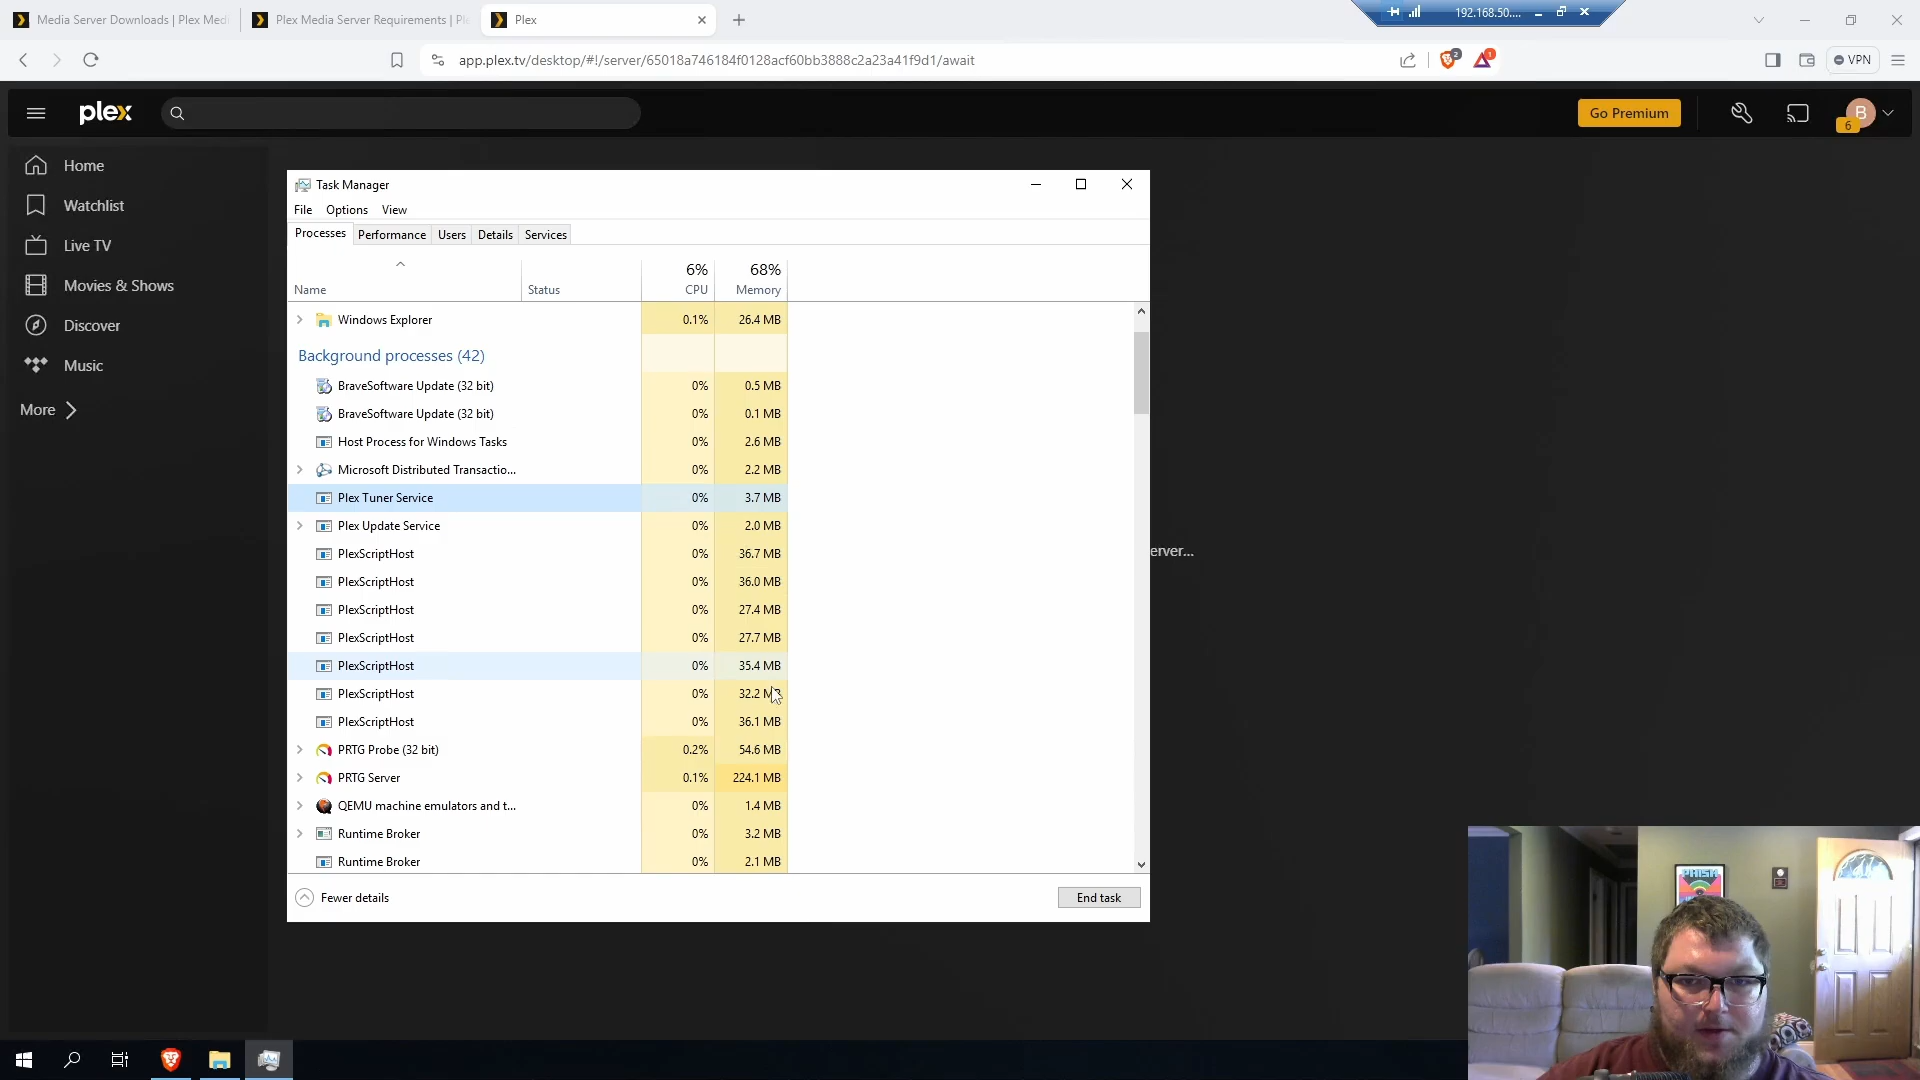 Media Server Downloads | Plex Med
Plex Media Server Requirements | Pl
Plex
192.168.50....
app.plex.tv/desktop/#!/server/65018a746184f0128acf60bb3888c2a23a41f9d1/await
2
1
VPN
plex
Go Premium
B
6
Home
Watchlist
Live TV
Movies & Shows
Discover
Music
More
erver...
Task Manager
File Options View
Processes Performance Users Details Services
6% 68%
Name Status CPU Memory
Windows Explorer 0.1% 26.4 MB
Background processes (42)
BraveSoftware Update (32 bit) 0% 0.5 MB
BraveSoftware Update (32 bit) 0% 0.1 MB
Host Process for Windows Tasks 0% 2.6 MB
Microsoft Distributed Transactio... 0% 2.2 MB
Plex Tuner Service 0% 3.7 MB
Plex Update Service 0% 2.0 MB
PlexScriptHost 0% 36.7 MB
PlexScriptHost 0% 36.0 MB
PlexScriptHost 0% 27.4 MB
PlexScriptHost 0% 27.7 MB
PlexScriptHost 0% 35.4 MB
PlexScriptHost 0% 32.2 MB
PlexScriptHost 0% 36.1 MB
PRTG Probe (32 bit) 0.2% 54.6 MB
PRTG Server 0.1% 224.1 MB
QEMU machine emulators and t... 0% 1.4 MB
Runtime Broker 0% 3.2 MB
Runtime Broker 0% 2.1 MB
Fewer details
End task
PHISH